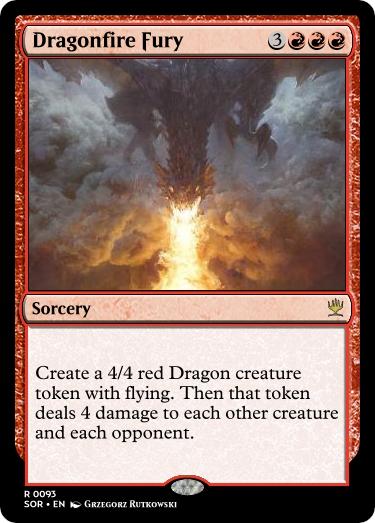 Dragonfire Fury 3
Sorcery
Create a 4/4 red Dragon creature
token with flying. Then that token
deals 4 damage to each other creature
and each opponent.
R 0093
SOR • EN Grzegorz Rutkowski